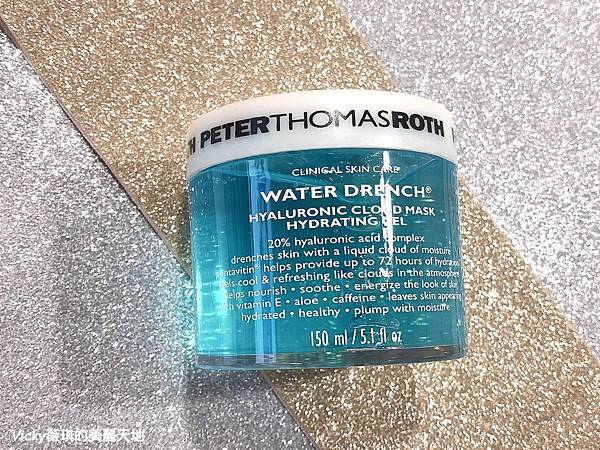 H PETERTHOMASROTH
CLINICAL SKIN CARE
WATER DRENCH®
HYALURONIC CLOUD MASK
HYDRATING GEL
20% hyaluronic acid complex
drenches skin with a liquid cloud of moisture
pentavitin® helps provide up to 72 hours of hydration
feels cool & refreshing like clouds in the atmosphere
helps nourish • soothe • energize the look of skin
with vitamin E • aloe • caffeine • leaves skin appearing
hydrated • healthy • plump with moisture
150 ml / 5.1 fl oz
Vicky薇琪的美麗天地